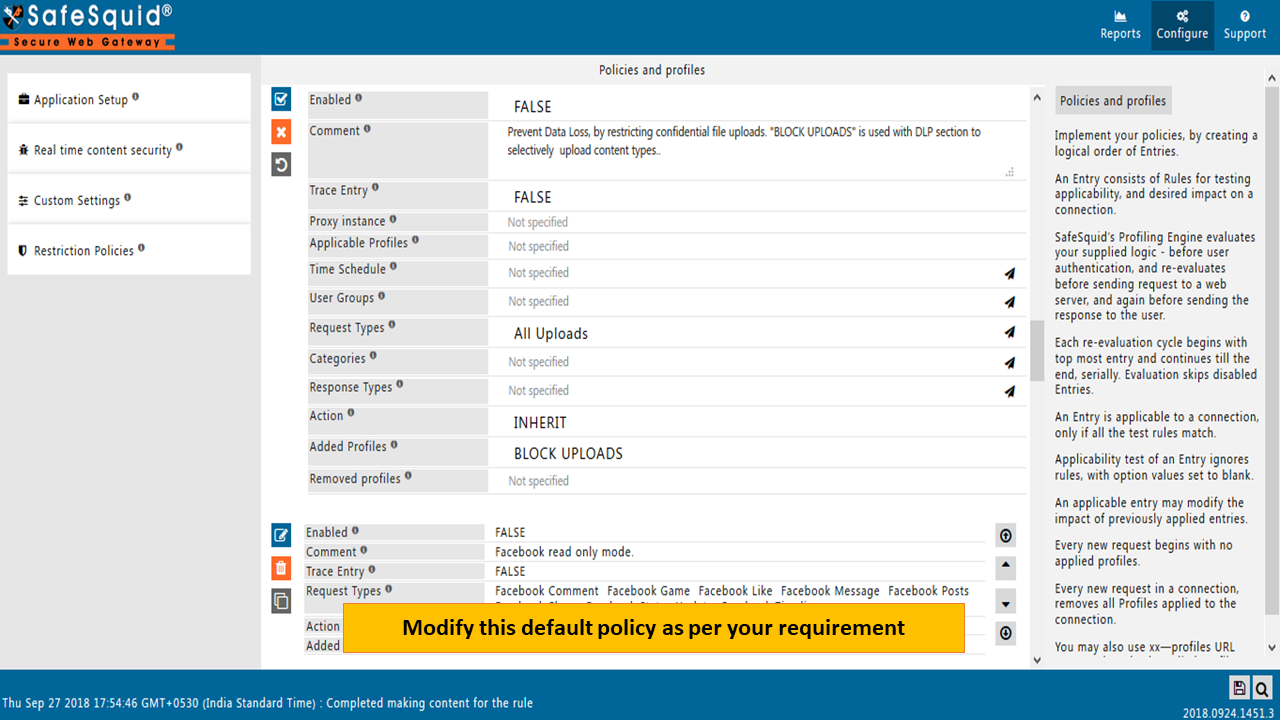 SafeSquid®
Secure Web Gateway
Reports
Configure
Support
Application Setup
Real time content security
Custom Settings
Restriction Policies
Policies and profiles
Enabled
FALSE
Comment
Prevent Data Loss, by restricting confidential file uploads. "BLOCK UPLOADS" is used with DLP section to
selectively upload content types..
Trace Entry
FALSE
Proxy instance
Not specified
Applicable Profiles
Not specified
Time Schedule
Not specified
User Groups
Not specified
Request Types
All Uploads
Categories
Not specified
Response Types
Not specified
Action
INHERIT
Added Profiles
BLOCK UPLOADS
Removed profiles
Not specified
Enabled
FALSE
Comment
Facebook read only mode.
Trace Entry
FALSE
Request Types
Facebook Comment Facebook Game Facebook Like Facebook Message Facebook Posts
Action
Added
Modify this default policy as per your requirement
Policies and profiles
Implement your policies, by creating a
logical order of Entries.
An Entry consists of Rules for testing
applicability, and desired impact on a
connection.
SafeSquid's Profiling Engine evaluates
your supplied logic - before user
authentication, and re-evaluates
before sending request to a web
server, and again before sending the
response to the user.
Each re-evaluation cycle begins with
top most entry and continues till the
end, serially. Evaluation skips disabled
Entries.
An Entry is applicable to a connection,
only if all the test rules match.
Applicability test of an Entry ignores
rules, with option values set to blank.
An applicable entry may modify the
impact of previously applied entries.
Every new request begins with no
applied profiles.
Every new request in a connection,
removes all Profiles applied to the
connection.
You may also use xx—profiles URL
Thu Sep 27 2018 17:54:46 GMT+0530 (India Standard Time) : Completed making content for the rule
2018.0924.1451.3